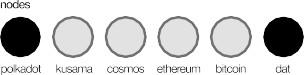 nodes
polkadot kusama cosmos ethereum bitcoin dat